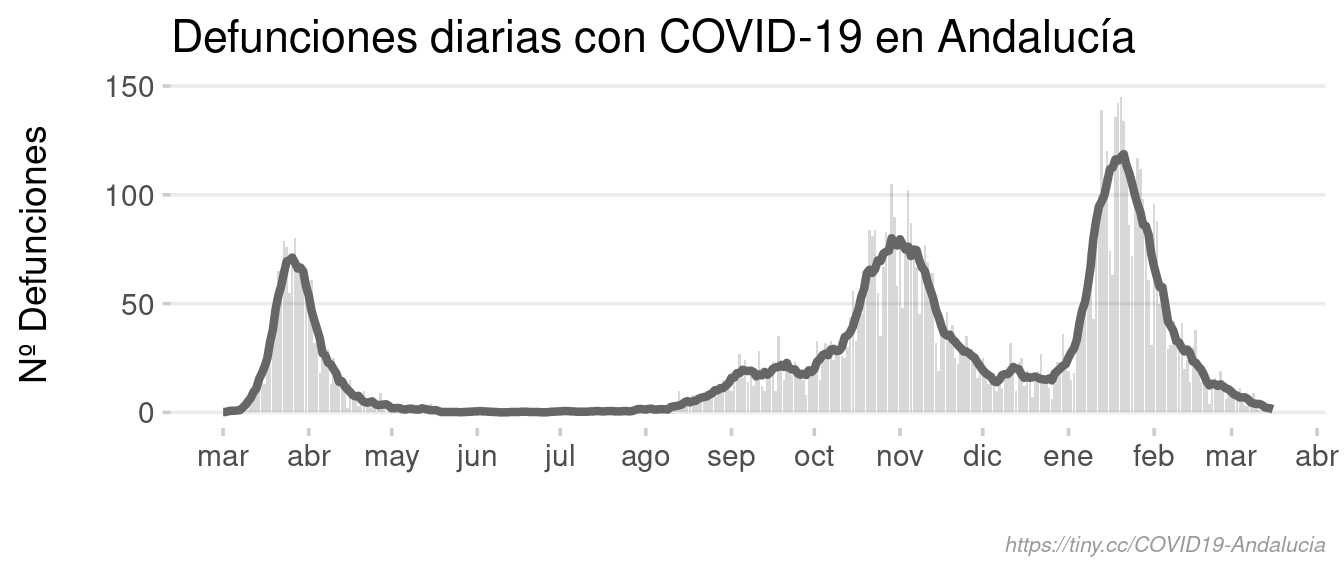 Defunciones diarias con COVID-19 en Andalucía
Nº Defunciones
150
100
50
0
mar abr may jun jul ago sep oct nov dic ene feb mar abr
https://tiny.cc/COVID19-Andalucia